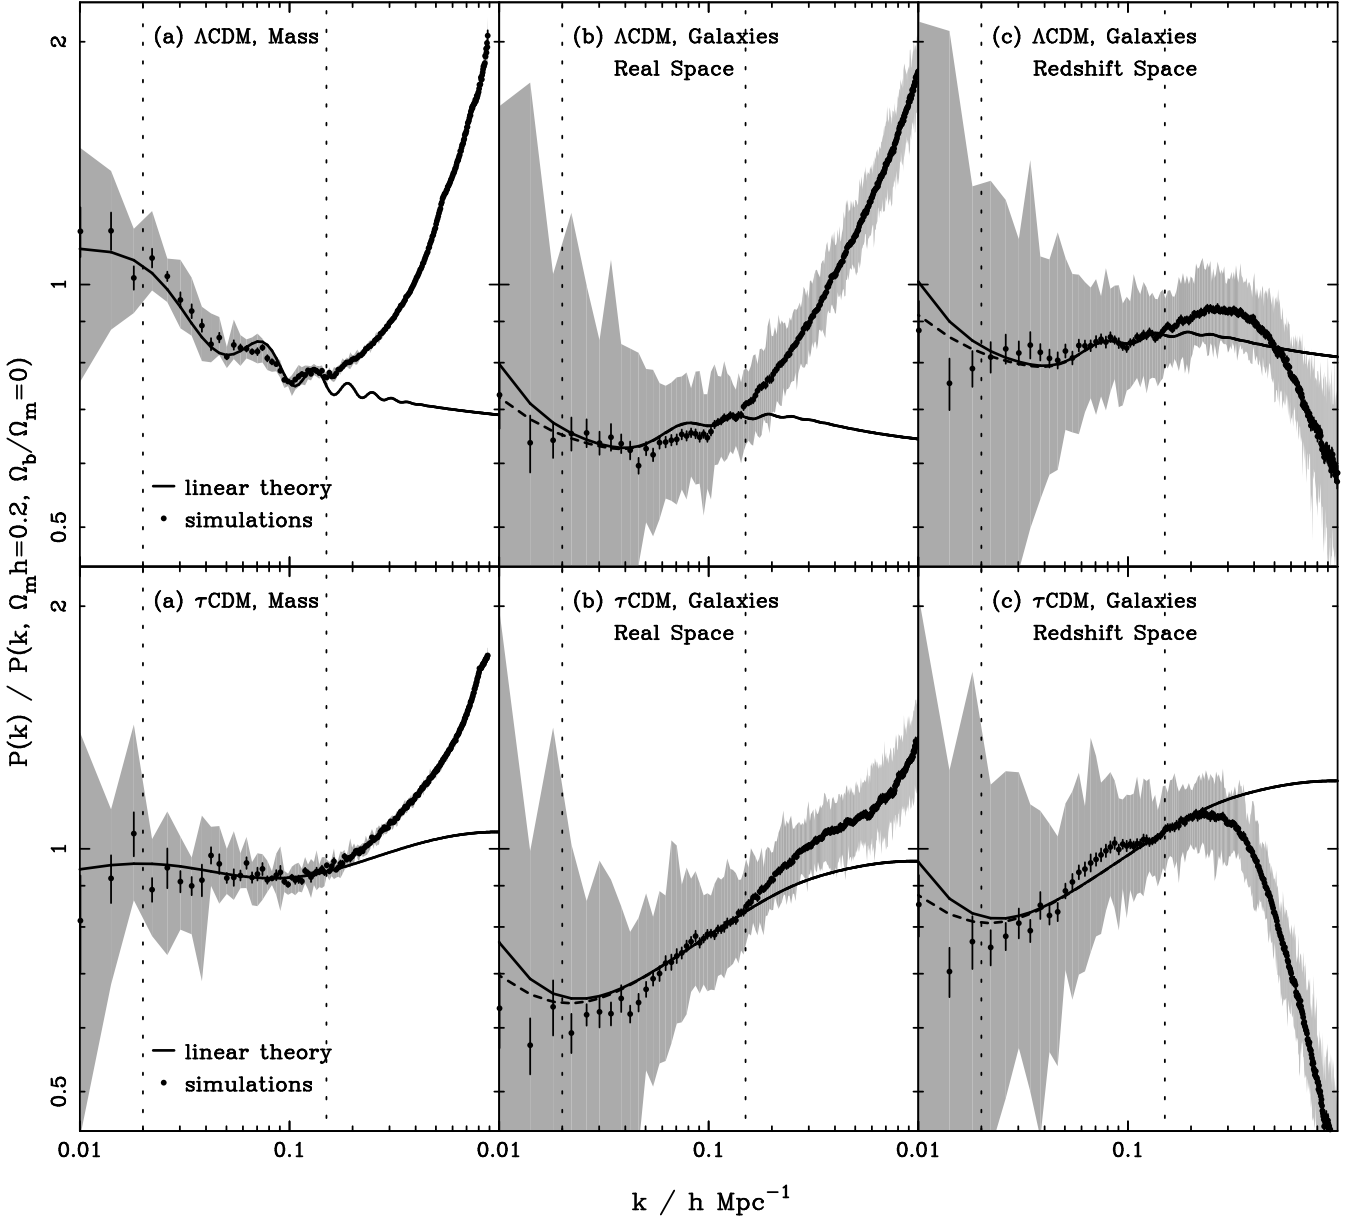 (a) ΛCDM, Mass
(b) ΛCDM, Galaxies
Real Space
(c) ΛCDM, Galaxies
Redshift Space
2
1
0.5
linear theory
simulations
(a) τCDM, Mass
(b) τCDM, Galaxies
Real Space
(c) τCDM, Galaxies
Redshift Space
2
1
0.5
linear theory
simulations
P(k) / P(k, Ωₘh=0.2, Ω_b/Ωₘ=0)
0.01 0.1 0.01 0.1 0.01 0.1
k / h Mpc⁻¹